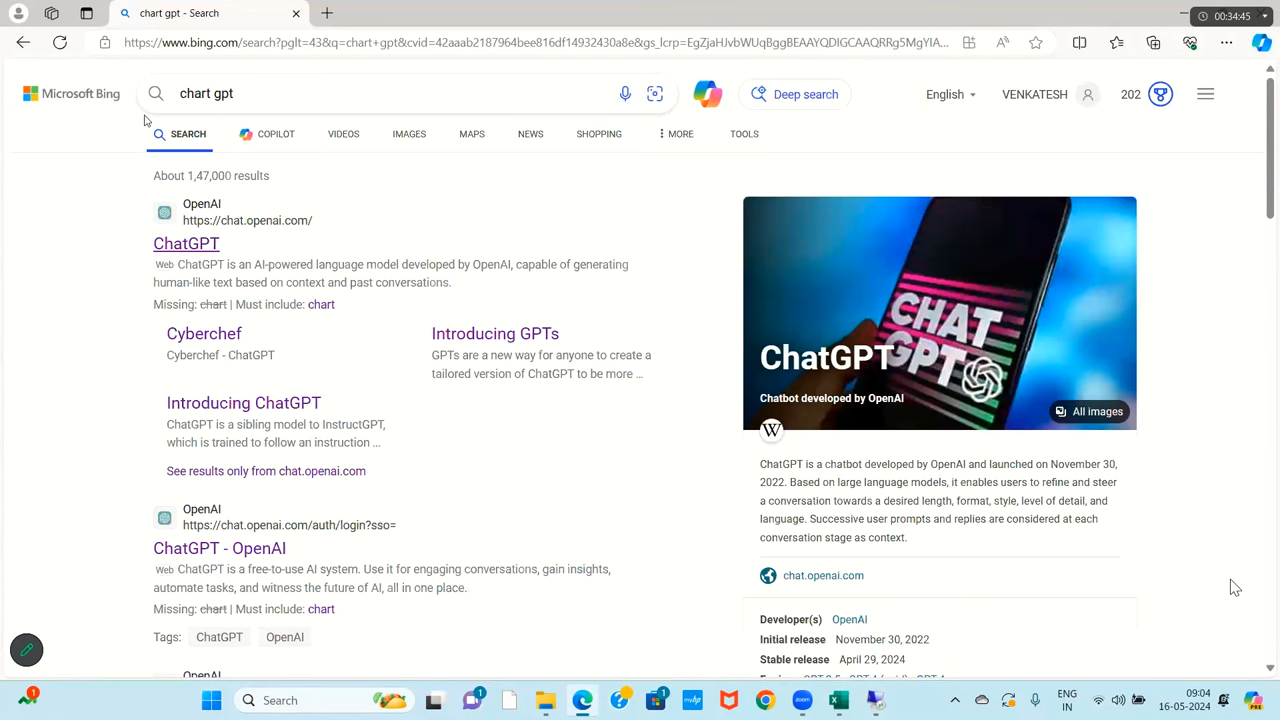 chart gpt - Search
00:34:45
https://www.bing.com/search?pglt=43&q=chart+gpt&cvid=42aaab2187964bee816df14932430a8e&gs_lcrp=EgZjaHJvbWUqBggBEAAYQDIGCAAQRRg5MgYIA...
Microsoft Bing
chart gpt
Deep search
English
VENKATESH
202
SEARCH
COPILOT
VIDEOS
IMAGES
MAPS
NEWS
SHOPPING
MORE
TOOLS
About 1,47,000 results
OpenAI
https://chat.openai.com/
ChatGPT
Web ChatGPT is an AI-powered language model developed by OpenAI, capable of generating
human-like text based on context and past conversations.
Missing: chart | Must include: chart
Cyberchef
Cyberchef - ChatGPT
Introducing GPTs
GPTs are a new way for anyone to create a
tailored version of ChatGPT to be more ...
Introducing ChatGPT
ChatGPT is a sibling model to InstructGPT,
which is trained to follow an instruction ...
See results only from chat.openai.com
OpenAI
https://chat.openai.com/auth/login?sso=
ChatGPT - OpenAI
Web ChatGPT is a free-to-use AI system. Use it for engaging conversations, gain insights,
automate tasks, and witness the future of AI, all in one place.
Missing: chart | Must include: chart
Tags: ChatGPT OpenAI
CHAT
GPT
ChatGPT
Chatbot developed by OpenAI
All images
W
ChatGPT is a chatbot developed by OpenAI and launched on November 30,
2022. Based on large language models, it enables users to refine and steer
a conversation towards a desired length, format, style, level of detail, and
language. Successive user prompts and replies are considered at each
conversation stage as context.
chat.openai.com
Developer(s) OpenAI
Initial release November 30, 2022
Stable release April 29, 2024
1
Search
1
1
myhp
zoom
ENG
IN
09:04
16-05-2024
PRE